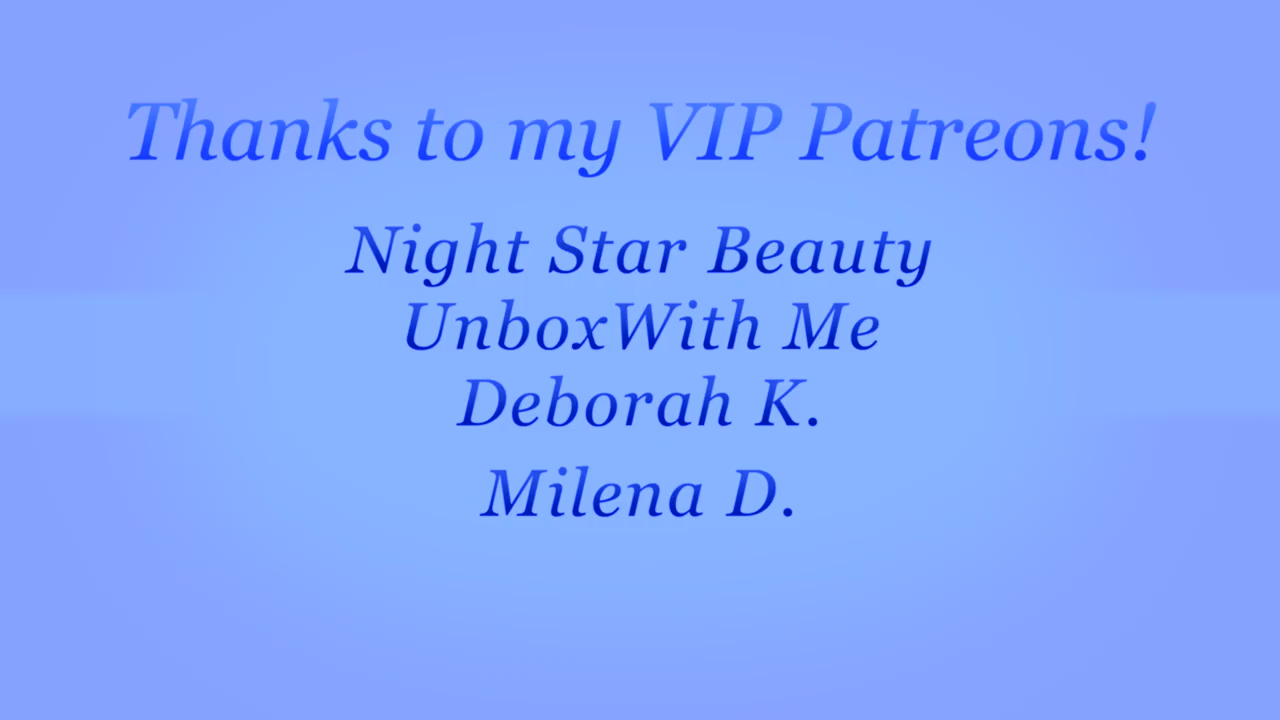 Thanks to my VIP Patreons!
Night Star Beauty
UnboxWith Me
Deborah K.
Milena D.